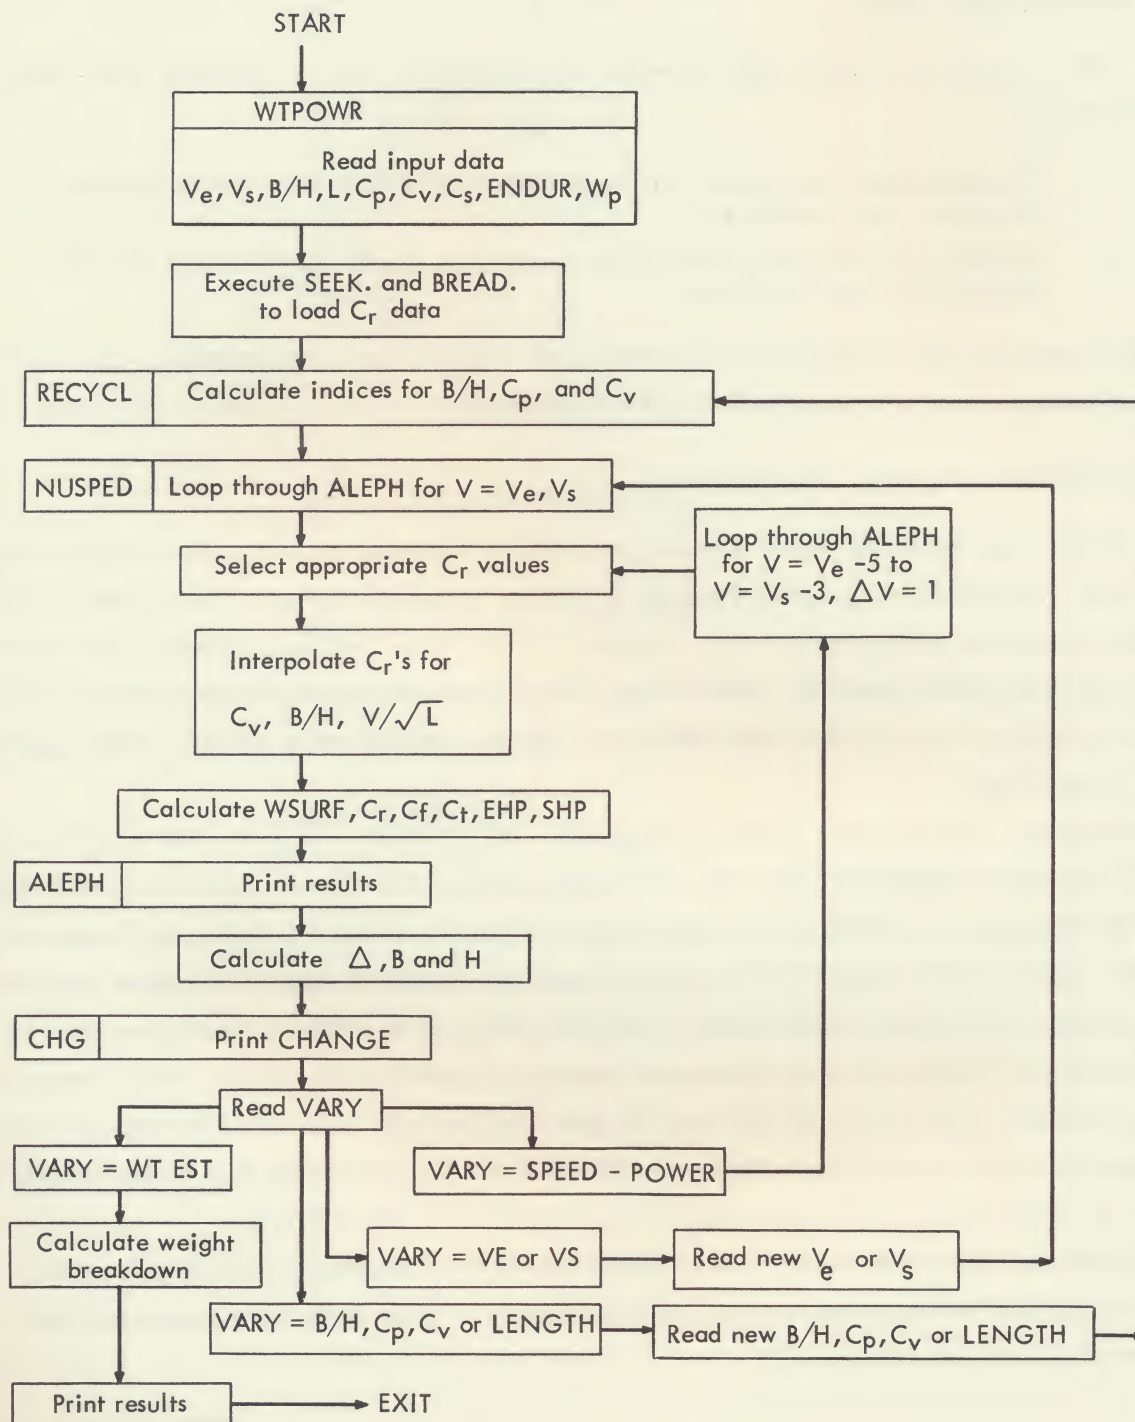 START
WTPOWR
Read input data
Ve, Vs, B/H, L, Cp, Cv, Cs, ENDUR, Wp
Execute SEEK. and BREAD.
to load Cr data
RECYCL Calculate indices for B/H, Cp, and Cv
NUSPED Loop through ALEPH for V = Ve, Vs
Loop through ALEPH
for V = Ve -5 to
V = Vs -3, ΔV = 1
Select appropriate Cr values
Interpolate Cr's for
Cv, B/H, V/√L
Calculate WSURF, Cr, Cf, Ct, EHP, SHP
ALEPH Print results
Calculate Δ, B and H
CHG Print CHANGE
Read VARY
VARY = WT EST
VARY = SPEED - POWER
Calculate weight
breakdown
VARY = VE or VS
Read new Ve or Vs
VARY = B/H, Cp, Cv or LENGTH
Read new B/H, Cp, Cv or LENGTH
Print results
EXIT